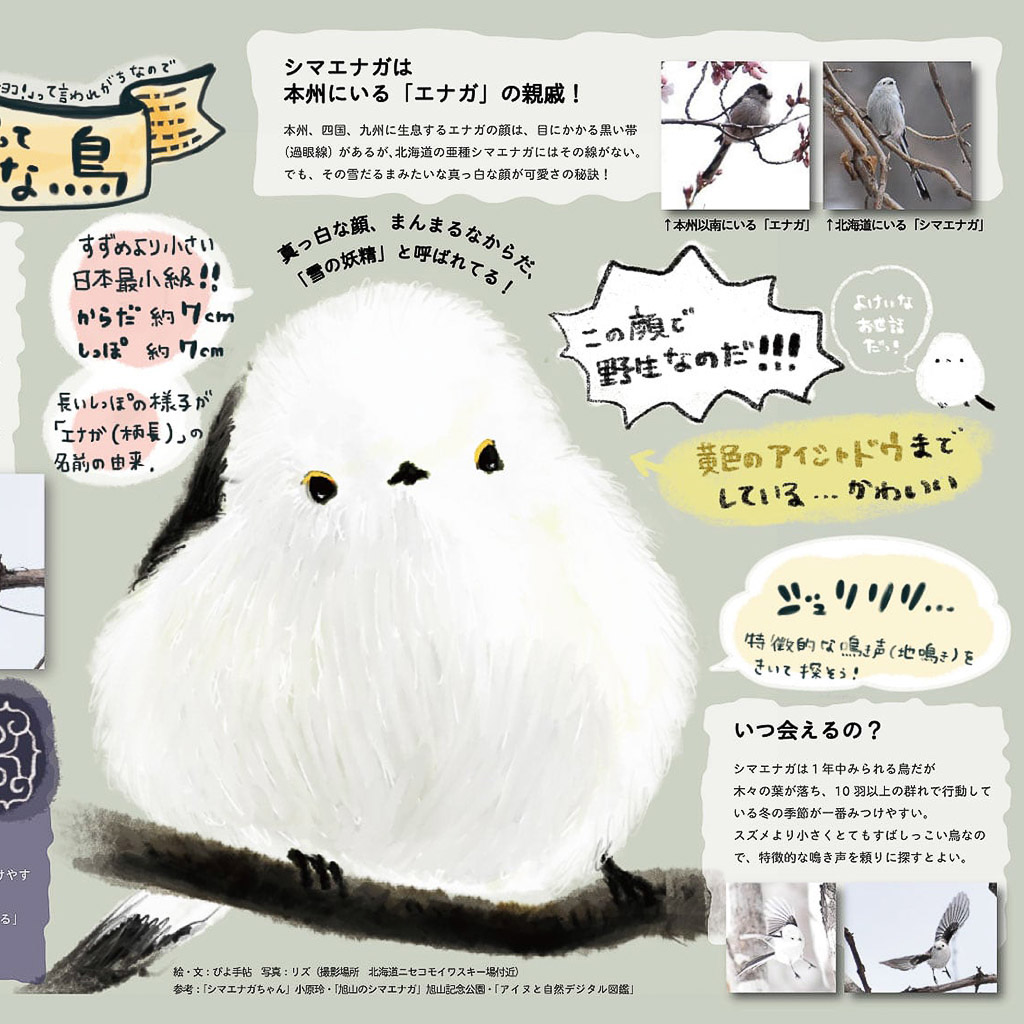 ヨコ!」って言われがちなので
って
な鳥
シマエナガは
本州にいる「エナガ」の親戚！
本州、四国、九州に生息するエナガの顔は、目にかかる黒い帯
（過眼線）があるが、北海道の亜種シマエナガにはその線がない。
でも、その雪だるまみたいな真っ白な顔が可愛さの秘訣！
↑本州以南にいる「エナガ」
↑北海道にいる「シマエナガ」
すずめより小さい
日本最小級!!
からだ 約7cm
しっぽ 約7cm
長いしっぽの様子が
「エナガ(柄長)」の
名前の由来.
真っ白な顔、まんまるなからだ、
「雪の妖精」と呼ばれてる！
この顔で
野生なのだ!!!
よけいな
お世話
だっ!
黄色のアイシャドウまで
している…かわいい
ジュリリリ…
特徴的な鳴き声(地鳴き)を
きいて探そう!
いつ会えるの？
シマエナガは1年中みられる鳥だが
木々の葉が落ち、10羽以上の群れで行動して
いる冬の季節が一番みつけやすい。
スズメより小さくとてもすばしっこい鳥なの
で、特徴的な鳴き声を頼りに探すとよい。
けやす
る」
絵・文：ぴよ手帖　写真：リズ（撮影場所　北海道ニセコモイワスキー場付近）
参考：「シマエナガちゃん」小原玲・「旭山のシマエナガ」旭山記念公園・「アイヌと自然デジタル図鑑」